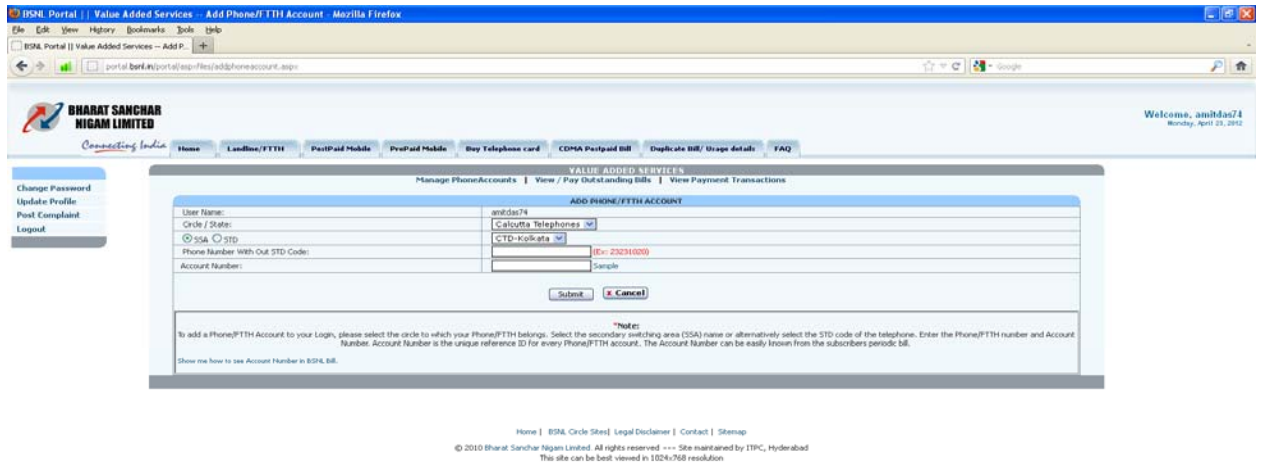 BSNL Portal || Value Added Services -- Add Phone/FTTH Account - Mozilla Firefox
File Edit View History Bookmarks Tools Help
BSNL Portal || Value Added Services -- Add P... +
portal.bsnl.in/portal/aspxfiles/addphoneaccount.aspx Google
BHARAT SANCHAR
NIGAM LIMITED
Connecting India
Welcome, amitdas74
Monday, April 23, 2012
Home Landline/FTTH PostPaid Mobile PrePaid Mobile Buy Telephone card CDMA Postpaid Bill Duplicate Bill/ Usage details FAQ
Change Password
Update Profile
Post Complaint
Logout
VALUE ADDED SERVICES
Manage PhoneAccounts | View / Pay Outstanding Bills | View Payment Transactions
ADD PHONE/FTTH ACCOUNT
User Name: amitdas74
Circle / State: Calcutta Telephones
SSA STD CTD-Kolkata
Phone Number With Out STD Code: (Ex: 23231020)
Account Number: Sample
Submit x Cancel
*Note:
To add a Phone/FTTH Account to your Login, please select the circle to which your Phone/FTTH belongs. Select the secondary switching area (SSA) name or alternatively select the STD code of the telephone. Enter the Phone/FTTH number and Account
Number. Account Number is the unique reference ID for every Phone/FTTH account. The Account Number can be easily known from the subscribers periodic bill.
Show me how to see Account Number in BSNL Bill.
Home | BSNL Circle Sites| Legal Disclaimer | Contact | Sitemap
© 2010 Bharat Sanchar Nigam Limited. All rights reserved --- Site maintained by ITPC, Hyderabad
This site can be best viewed in 1024x768 resolution